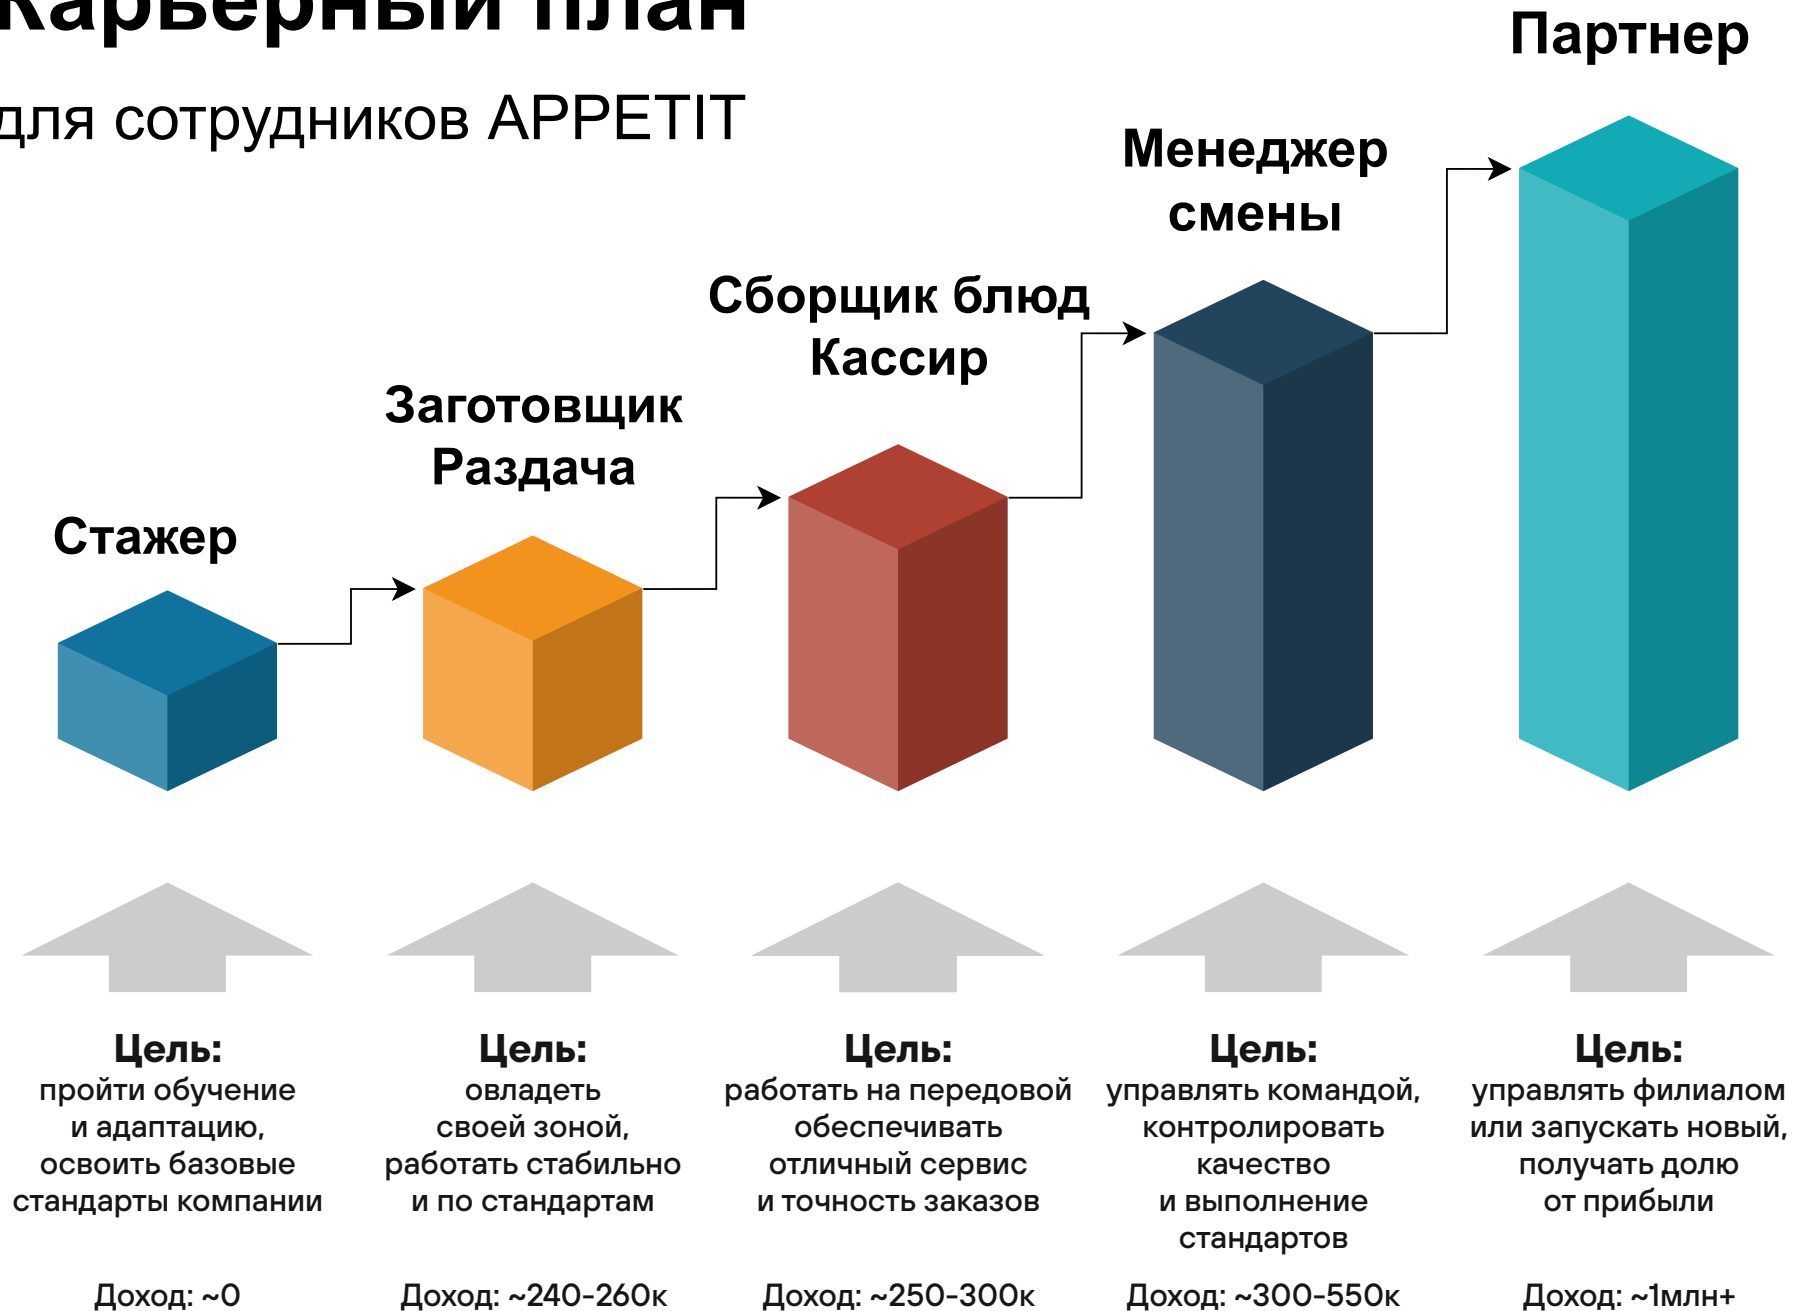 Карьерный план
для сотрудников APPETIT
Партнер
Менеджер
смены
Сборщик блюд
Кассир
Заготовщик
Раздача
Стажер
Цель:
пройти обучение
и адаптацию,
освоить базовые
стандарты компании
Доход: ~0
Цель:
овладеть
своей зоной,
работать стабильно
и по стандартам
Доход: ~240-260к
Цель:
работать на передовой
обеспечивать
отличный сервис
и точность заказов
Доход: ~250-300к
Цель:
управлять командой,
контролировать
качество
и выполнение
стандартов
Доход: ~300-550к
Цель:
управлять филиалом
или запускать новый,
получать долю
от прибыли
Доход: ~1млн+